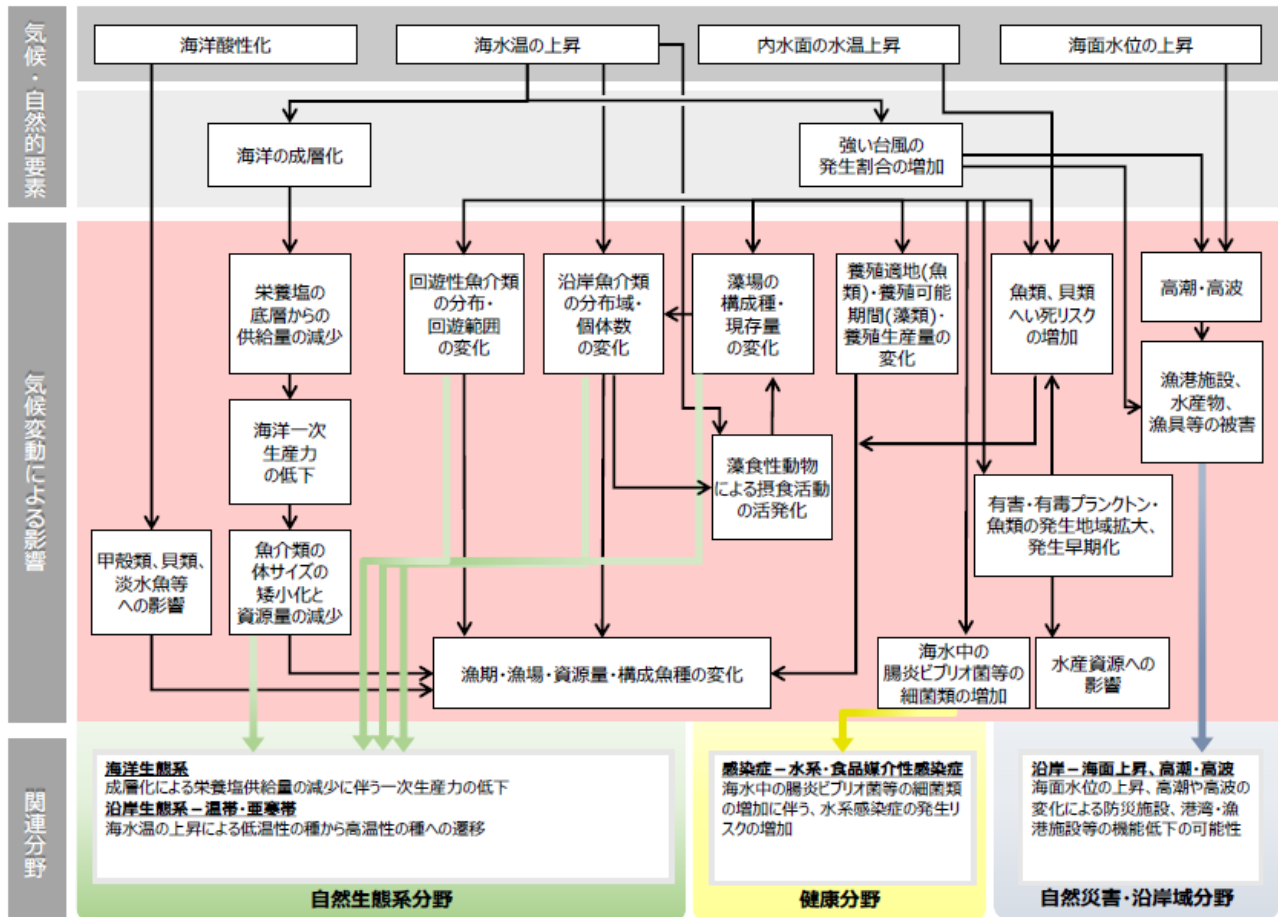 気候・自然的要素
海洋酸性化
海水温の上昇
内水面の水温上昇
海面水位の上昇
海洋の成層化
強い台風の
発生割合の増加
気候変動による影響
栄養塩の
底層からの
供給量の減少
回遊性魚介類
の分布・
回遊範囲
の変化
沿岸魚介類
の分布域・
個体数
の変化
藻場の
構成種・
現存量
の変化
養殖適地(魚
類)・養殖可能
期間(藻類)・
養殖生産量の
変化
魚類、貝類
へい死リスク
の増加
高潮・高波
漁港施設、
水産物、
漁具等の被害
海洋一次
生産力
の低下
藻食性動物
による摂食活動
の活発化
有害・有毒プランクトン・
魚類の発生地域拡大、
発生早期化
甲殻類、貝類、
淡水魚等
への影響
魚介類の
体サイズの
矮小化と
資源量の減少
漁期・漁場・資源量・構成魚種の変化
海水中の
腸炎ビブリオ菌等の
細菌類の増加
水産資源への
影響
関連分野
海洋生態系
成層化による栄養塩供給量の減少に伴う一次生産力の低下
沿岸生態系－温帯・亜寒帯
海水温の上昇による低温性の種から高温性の種への遷移
自然生態系分野
感染症－水系・食品媒介性感染症
海水中の腸炎ビブリオ菌等の細菌類
の増加に伴う、水系感染症の発生リ
スクの増加
健康分野
沿岸－海面上昇、高潮・高波
海面水位の上昇、高潮や高波の
変化による防災施設、港湾・漁
港施設等の機能低下の可能性
自然災害・沿岸域分野